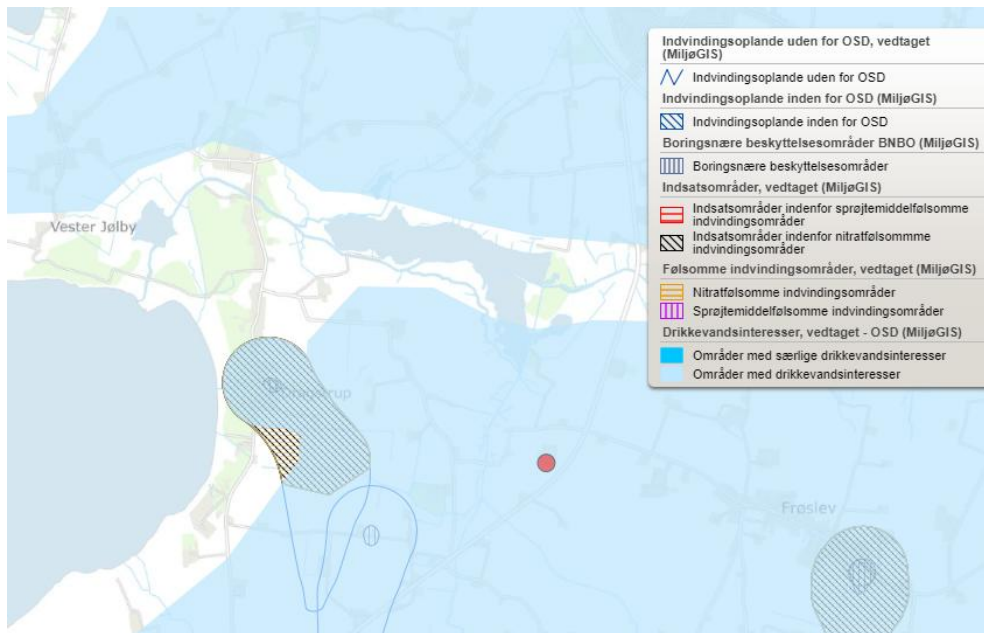 Indvindingsoplande uden for OSD, vedtaget
(MiljøGIS)
Indvindingsoplande uden for OSD
Indvindingsoplande inden for OSD (MiljøGIS)
Indvindingsoplande inden for OSD
Boringsnære beskyttelsesområder BNBO (MiljøGIS)
Boringsnære beskyttelsesområder
Indsatsområder, vedtaget (MiljøGIS)
Indsatsområder indenfor sprøjtemiddelfølsomme
indvindingsområder
Indsatsområder indenfor nitratfølsommme
indvindingsområder
Følsomme indvindingsområder, vedtaget (MiljøGIS)
Nitratfølsomme indvindingsområder
Sprøjtemiddelfølsomme indvindingsområder
Drikkevandsinteresser, vedtaget - OSD (MiljøGIS)
Områder med særlige drikkevandsinteresser
Områder med drikkevandsinteresser
Vester Jølby
Frøslev